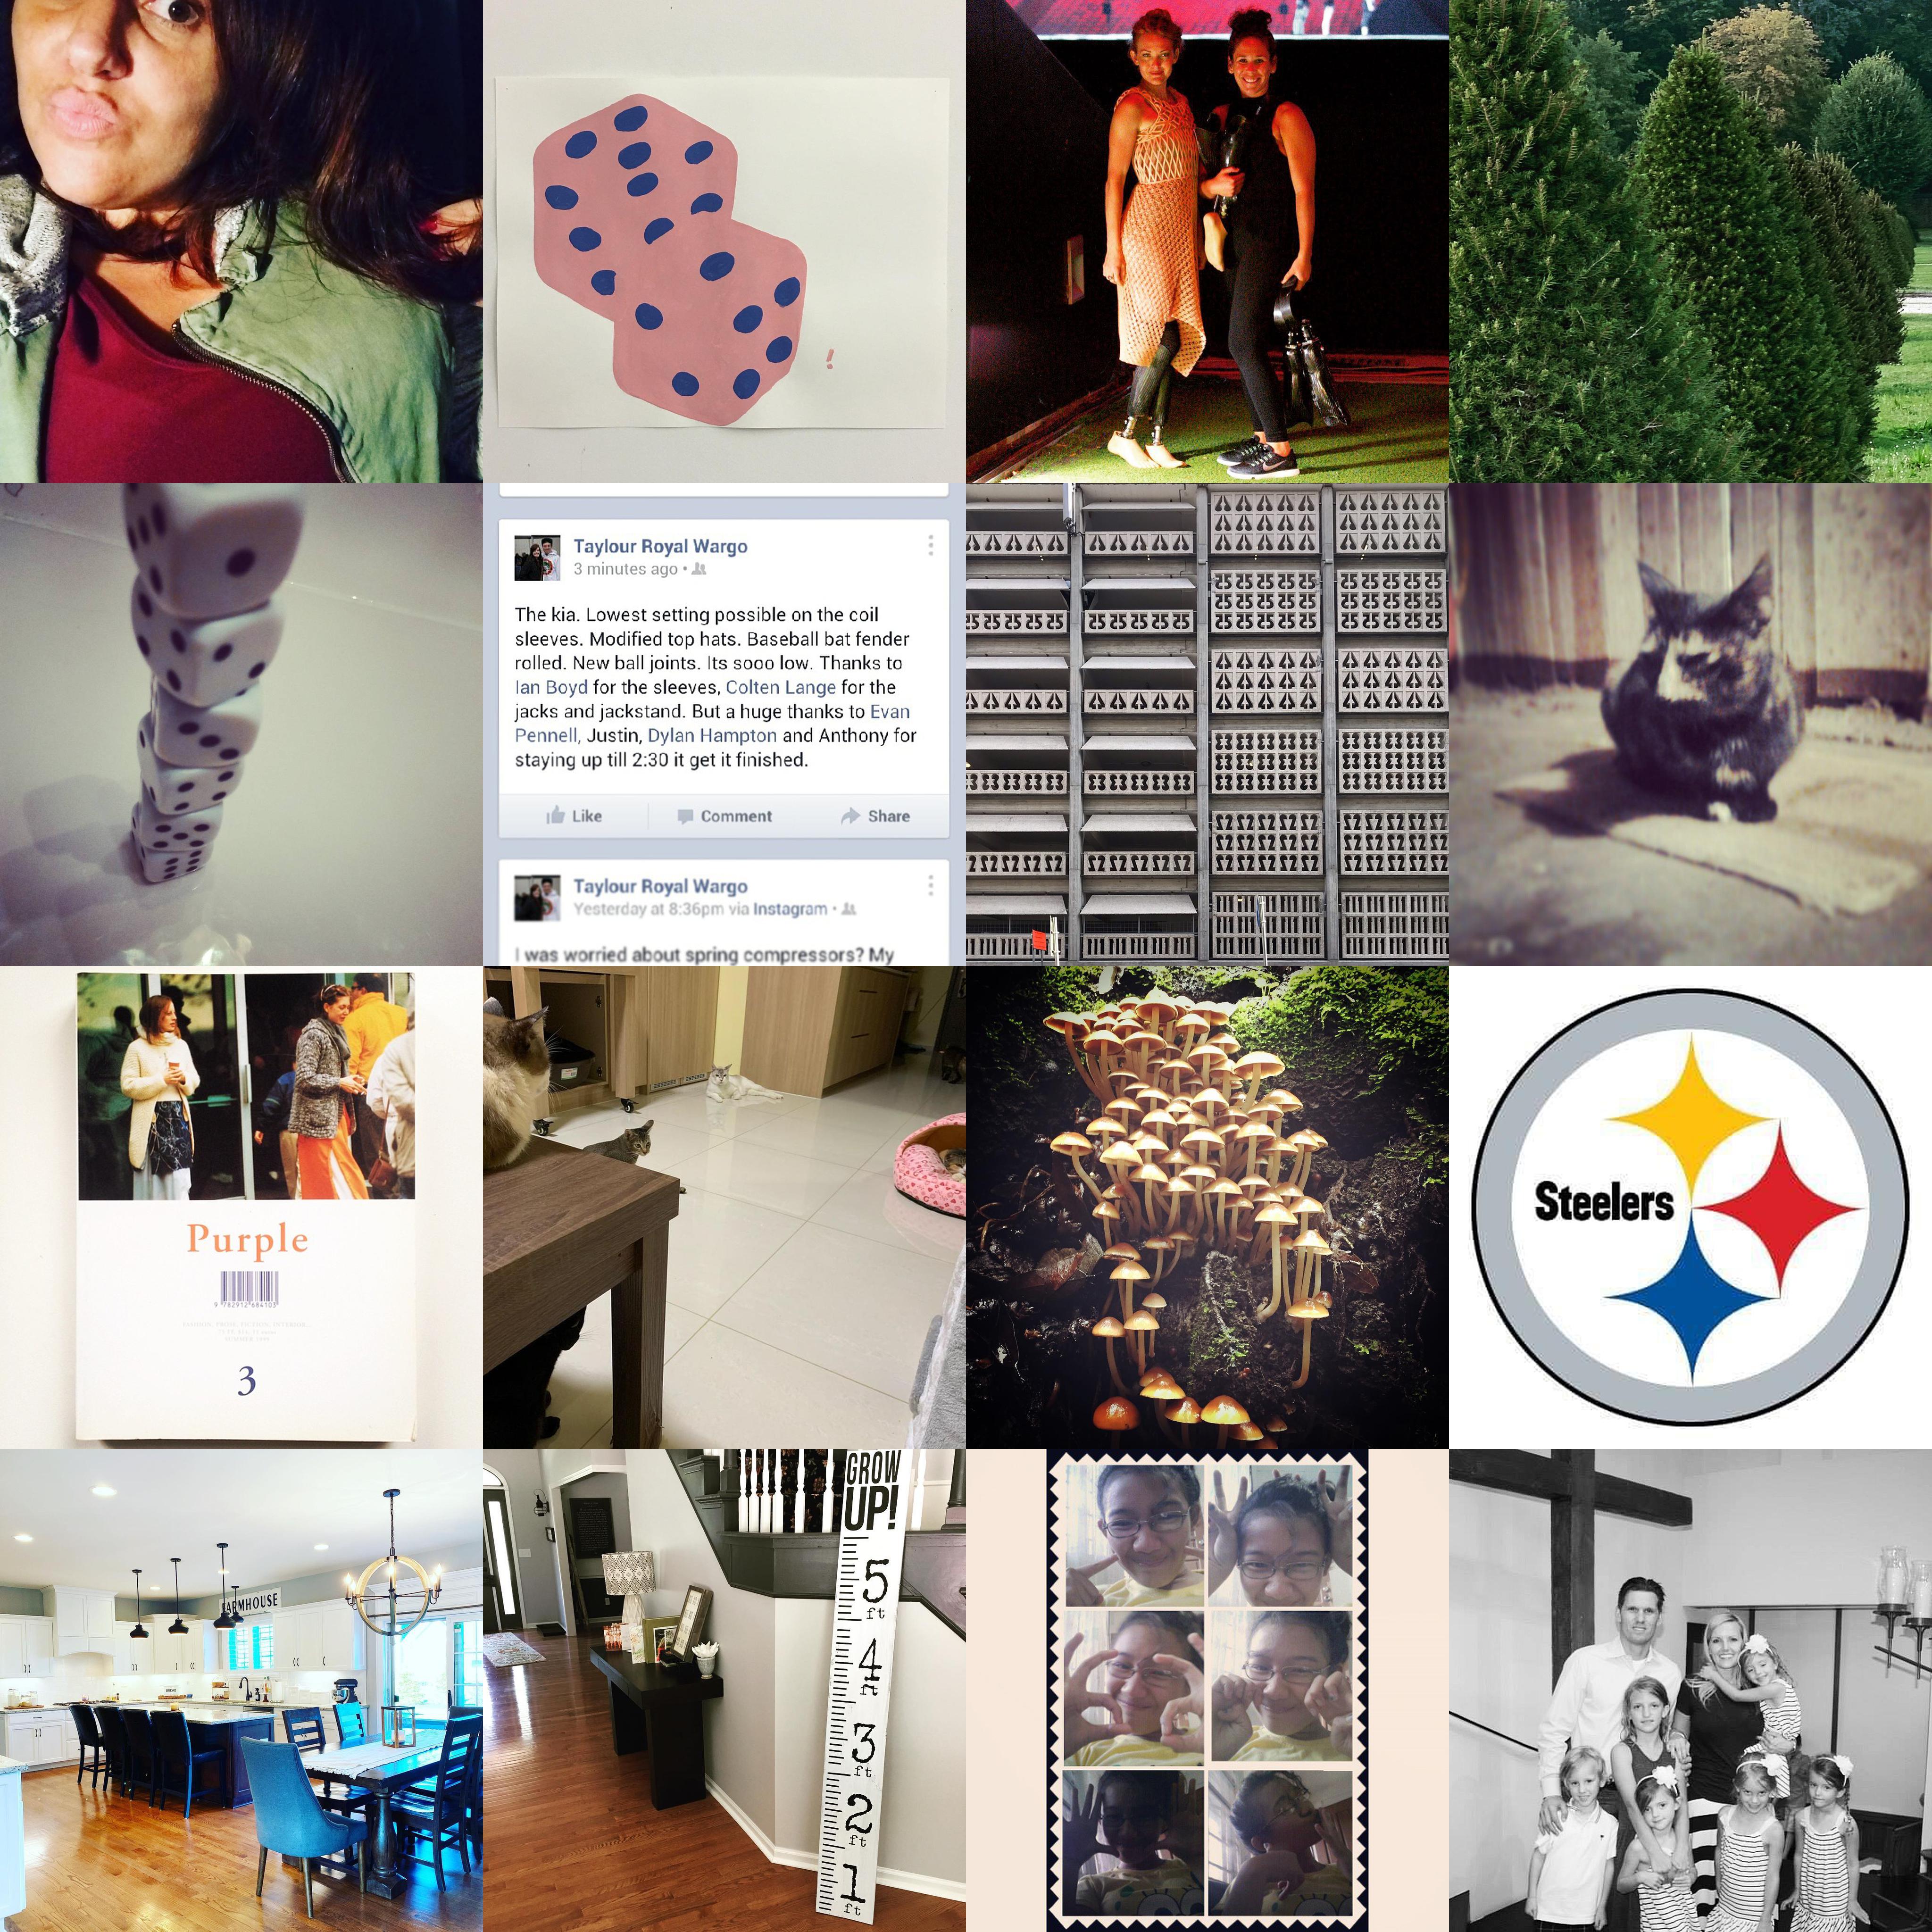 !
Taylour Royal Wargo
3 minutes ago •
The kia. Lowest setting possible on the coil
sleeves. Modified top hats. Baseball bat fender
rolled. New ball joints. Its sooo low. Thanks to
Ian Boyd for the sleeves, Colten Lange for the
jacks and jackstand. But a huge thanks to Evan
Pennell, Justin, Dylan Hampton and Anthony for
staying up till 2:30 it get it finished.
Like Comment Share
Taylour Royal Wargo
Yesterday at 8:36pm via Instagram •
I was worried about spring compressors? My
Purple
9 782912 684103
3
Steelers
FARMHOUSE
GROW
UP!
5
ft
4
ft
3
ft
2
ft
1
ft